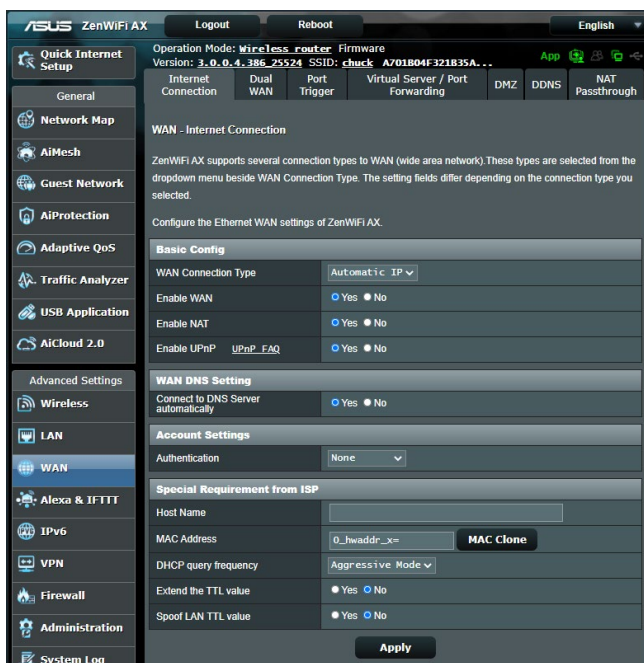 ASUS ZenWiFi AX Logout Reboot English
Quick Internet Setup
General
Network Map
AiMesh
Guest Network
AiProtection
Adaptive QoS
Traffic Analyzer
USB Application
AiCloud 2.0
Advanced Settings
Wireless
LAN
WAN
Alexa & IFTTT
IPv6
VPN
Firewall
Administration
System Log
Operation Mode: Wireless router Firmware
Version: 3.0.0.4.386_25524 SSID: chuck A701B04F321B35A... App
Internet Connection Dual WAN Port Trigger Virtual Server / Port Forwarding DMZ DDNS NAT Passthrough
WAN - Internet Connection
ZenWiFi AX supports several connection types to WAN (wide area network).These types are selected from the
dropdown menu beside WAN Connection Type. The setting fields differ depending on the connection type you
selected.
Configure the Ethernet WAN settings of ZenWiFi AX.
Basic Config
WAN Connection Type Automatic IP
Enable WAN Yes No
Enable NAT Yes No
Enable UPnP UPnP FAQ Yes No
WAN DNS Setting
Connect to DNS Server automatically Yes No
Account Settings
Authentication None
Special Requirement from ISP
Host Name
MAC Address 0_hwaddr_x= MAC Clone
DHCP query frequency Aggressive Mode
Extend the TTL value Yes No
Spoof LAN TTL value Yes No
Apply